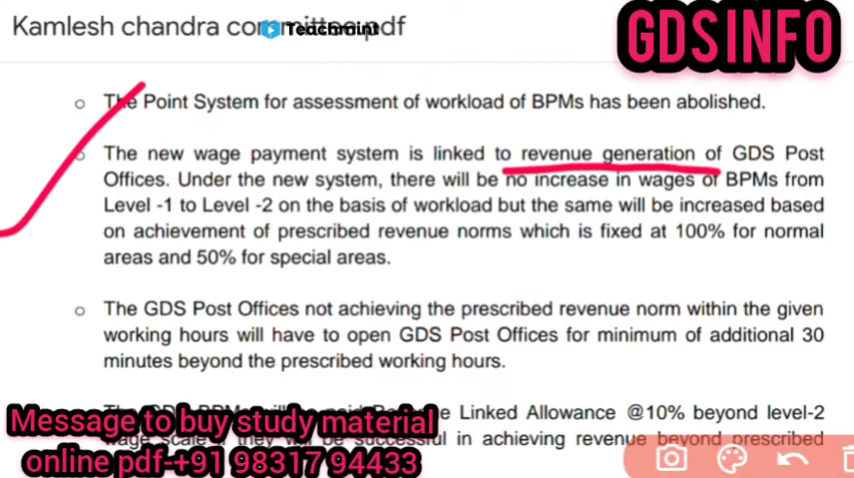 Kamlesh chandra committee.pdf
Teachmint
GDS INFO
The Point System for assessment of workload of BPMs has been abolished.
The new wage payment system is linked to revenue generation of GDS Post
Offices. Under the new system, there will be no increase in wages of BPMs from
Level -1 to Level -2 on the basis of workload but the same will be increased based
on achievement of prescribed revenue norms which is fixed at 100% for normal
areas and 50% for special areas.
The GDS Post Offices not achieving the prescribed revenue norm within the given
working hours will have to open GDS Post Offices for minimum of additional 30
minutes beyond the prescribed working hours.
Linked Allowance @10% beyond level-2
in achieving revenue beyond prescribed
Message to buy study material
online pdf-+91 98317 94433